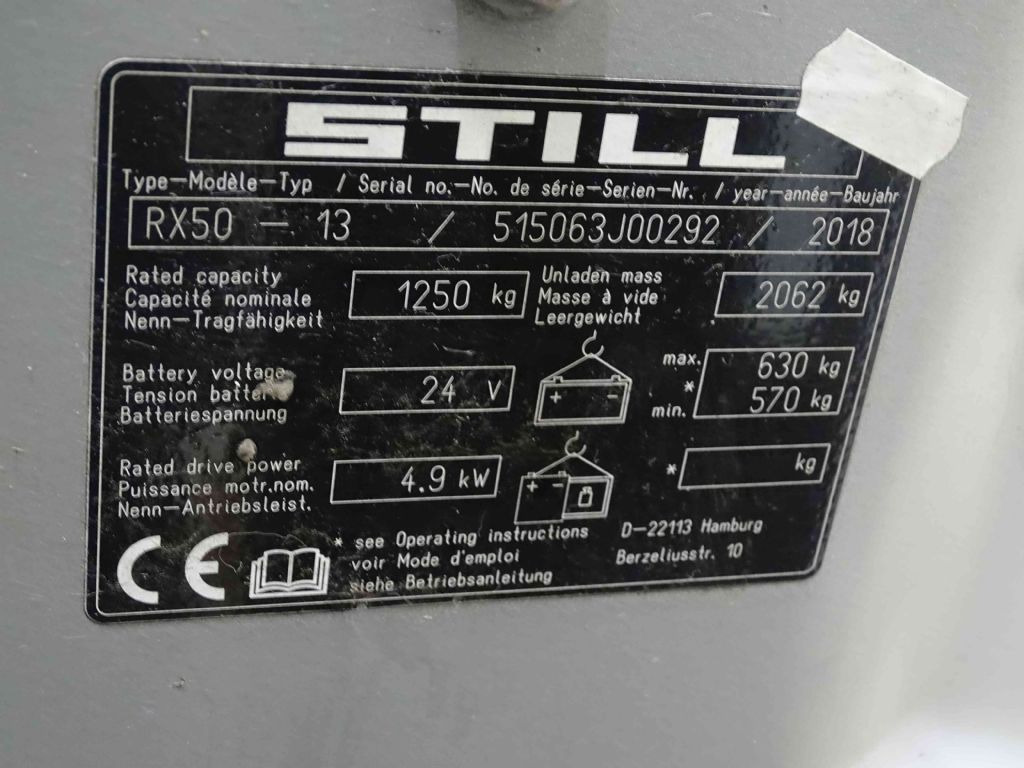 STILL
Type–Modèle–Typ / Serial no.–No. de série–Serien–Nr. / year–année–Baujahr
RX50 – 13 / 515063J00292 / 2018
Rated capacity
Capacité nominale
Nenn–Tragfähigkeit
1250 kg
Unladen mass
Masse à vide
Leergewicht
2062 kg
Battery voltage
Tension batterie
Batteriespannung
24 V
+ –
max. 630 kg
*
min. 570 kg
Rated drive power
Puissance motr.nom.
Nenn–Antriebsleist.
4.9 kW
+ –
* kg
CE
* see Operating instructions
voir Mode d'emploi
siehe Betriebsanleitung
D–22113 Hamburg
Berzeliusstr. 10